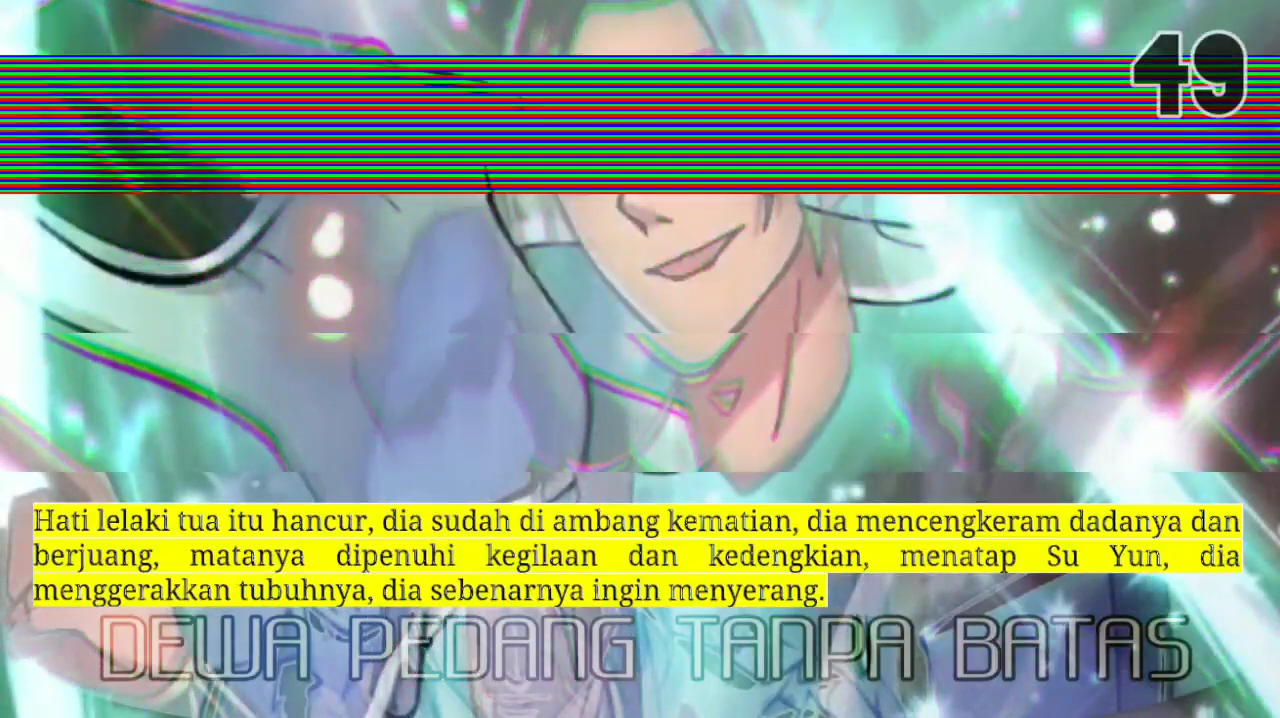 49
Hati lelaki tua itu hancur, dia sudah di ambang kematian, dia mencengkeram dadanya dan
berjuang, matanya dipenuhi kegilaan dan kedengkian, menatap Su Yun, dia
menggerakkan tubuhnya, dia sebenarnya ingin menyerang.
DEWA PEDANG TANPA BATAS